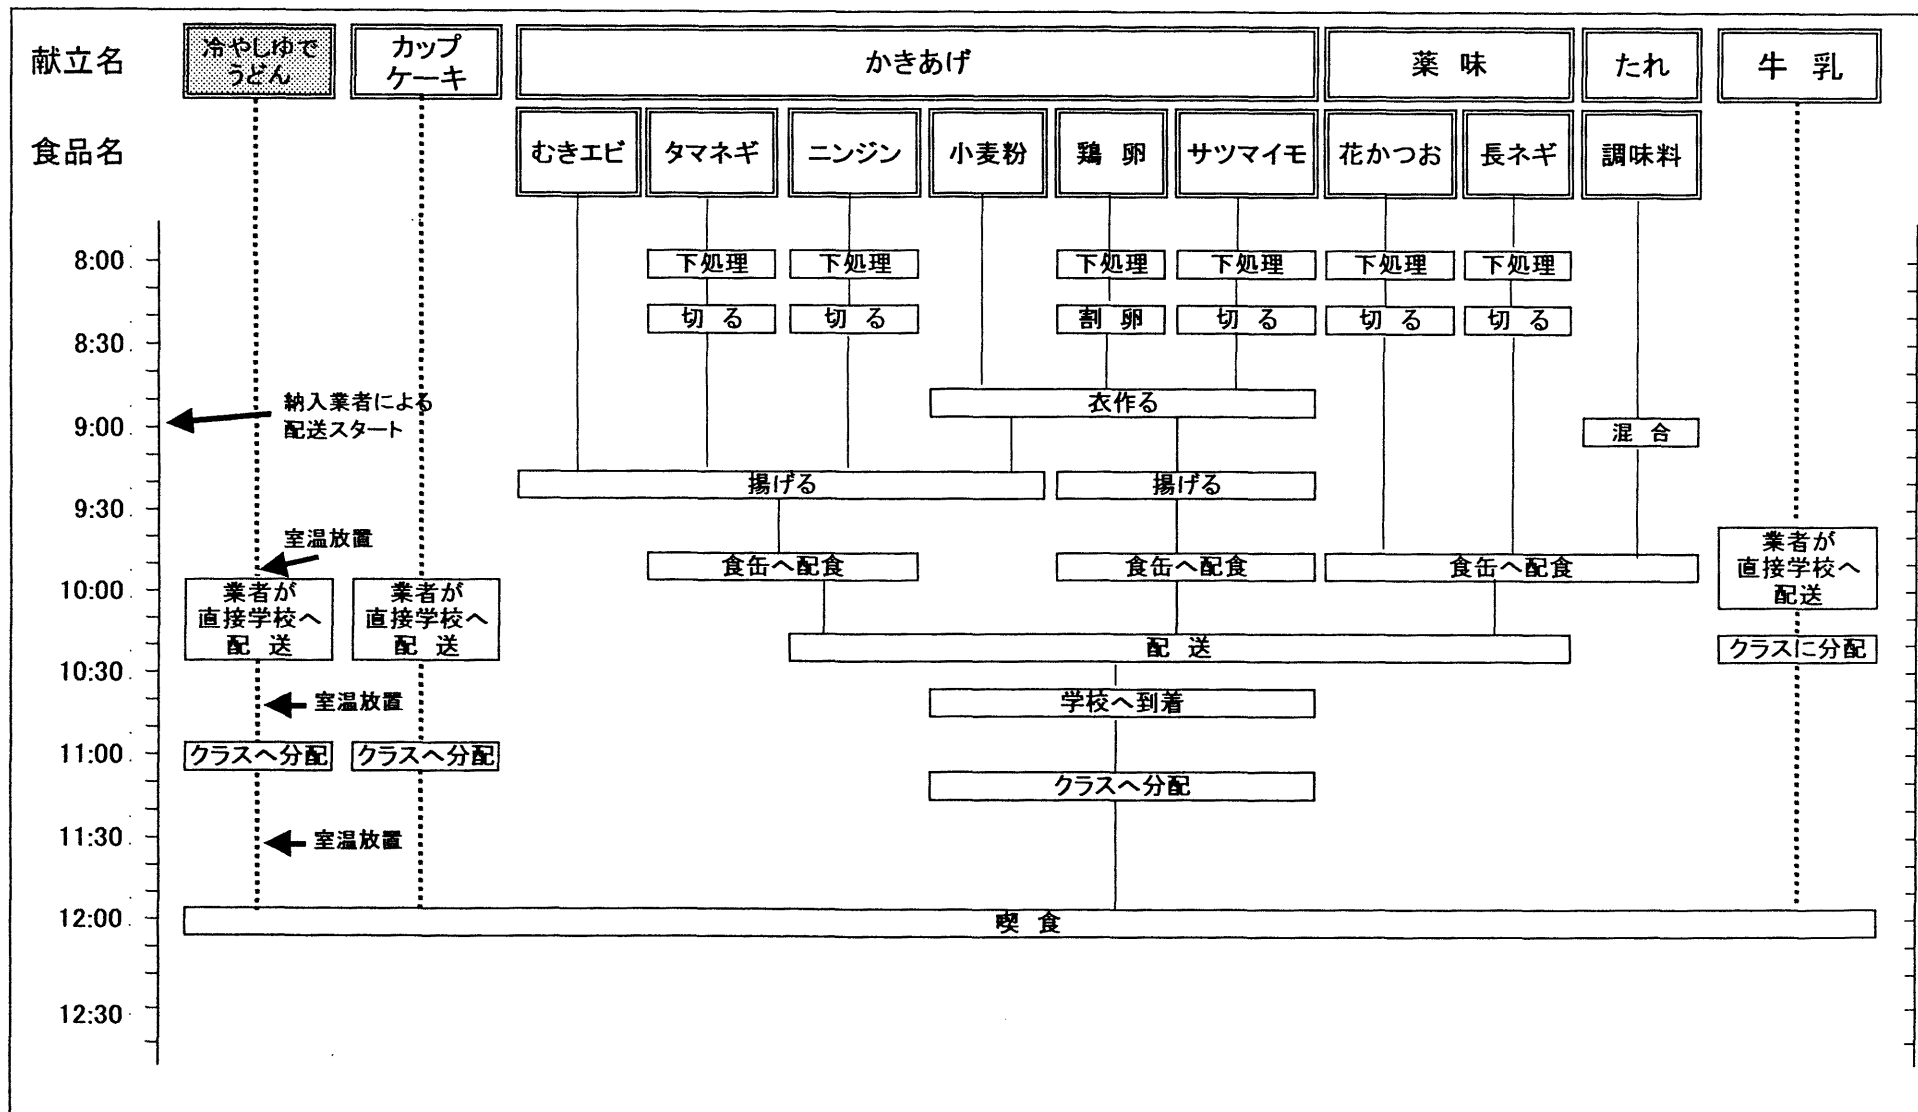 献立名
冷やしゆで
うどん
カップ
ケーキ
かきあげ
薬 味
たれ
牛 乳
食品名
むきエビ
タマネギ
ニンジン
小麦粉
鶏 卵
サツマイモ
花かつお
長ネギ
調味料
8:00
下処理
下処理
下処理
下処理
下処理
下処理
切 る
切 る
割 卵
切 る
切 る
切 る
8:30
納入業者による
配送スタート
衣作る
9:00
混 合
揚げる
揚げる
9:30
室温放置
食缶へ配食
食缶へ配食
食缶へ配食
業者が
直接学校へ
配送
10:00
業者が
直接学校へ
配 送
業者が
直接学校へ
配 送
配 送
クラスに分配
10:30
室温放置
学校へ到着
11:00
クラスへ分配
クラスへ分配
クラスへ分配
11:30
室温放置
12:00
喫 食
12:30